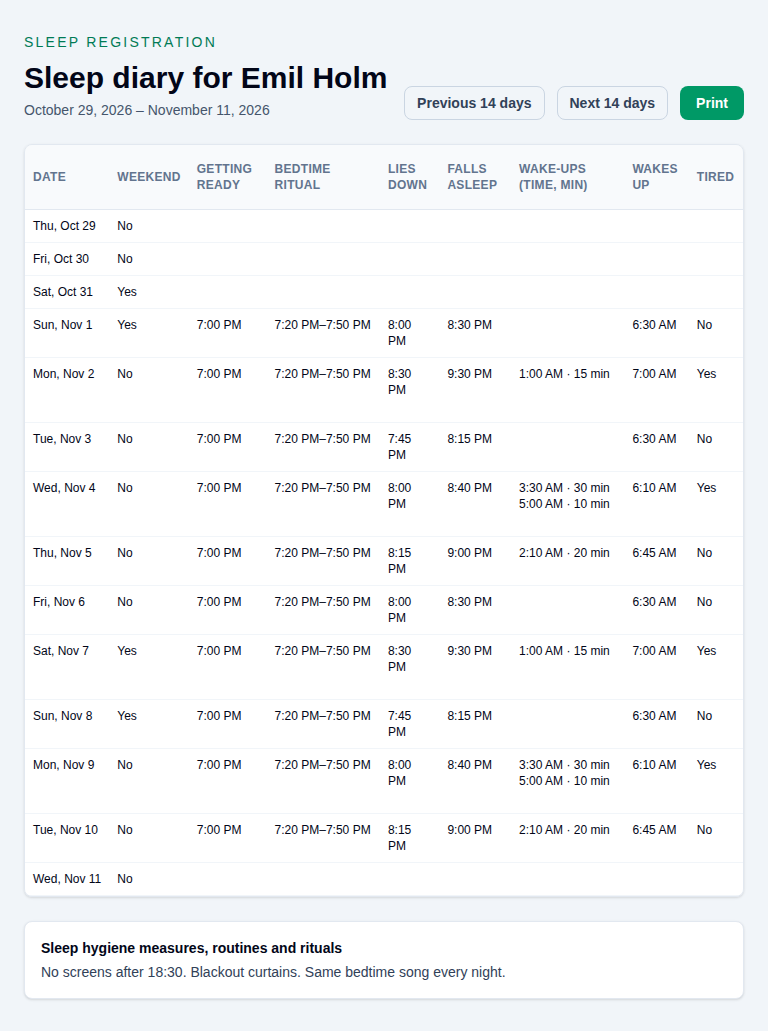 SLEEP REGISTRATION
Sleep diary for Emil Holm
October 29, 2026 – November 11, 2026
Previous 14 days Next 14 days Print
DATE WEEKEND GETTING READY BEDTIME RITUAL LIES DOWN FALLS ASLEEP WAKE-UPS (TIME, MIN) WAKES UP TIRED
Thu, Oct 29 No
Fri, Oct 30 No
Sat, Oct 31 Yes
Sun, Nov 1 Yes 7:00 PM 7:20 PM–7:50 PM 8:00 PM 8:30 PM 6:30 AM No
Mon, Nov 2 No 7:00 PM 7:20 PM–7:50 PM 8:30 PM 9:30 PM 1:00 AM · 15 min 7:00 AM Yes
Tue, Nov 3 No 7:00 PM 7:20 PM–7:50 PM 7:45 PM 8:15 PM 6:30 AM No
Wed, Nov 4 No 7:00 PM 7:20 PM–7:50 PM 8:00 PM 8:40 PM 3:30 AM · 30 min 5:00 AM · 10 min 6:10 AM Yes
Thu, Nov 5 No 7:00 PM 7:20 PM–7:50 PM 8:15 PM 9:00 PM 2:10 AM · 20 min 6:45 AM No
Fri, Nov 6 No 7:00 PM 7:20 PM–7:50 PM 8:00 PM 8:30 PM 6:30 AM No
Sat, Nov 7 Yes 7:00 PM 7:20 PM–7:50 PM 8:30 PM 9:30 PM 1:00 AM · 15 min 7:00 AM Yes
Sun, Nov 8 Yes 7:00 PM 7:20 PM–7:50 PM 7:45 PM 8:15 PM 6:30 AM No
Mon, Nov 9 No 7:00 PM 7:20 PM–7:50 PM 8:00 PM 8:40 PM 3:30 AM · 30 min 5:00 AM · 10 min 6:10 AM Yes
Tue, Nov 10 No 7:00 PM 7:20 PM–7:50 PM 8:15 PM 9:00 PM 2:10 AM · 20 min 6:45 AM No
Wed, Nov 11 No
Sleep hygiene measures, routines and rituals
No screens after 18:30. Blackout curtains. Same bedtime song every night.